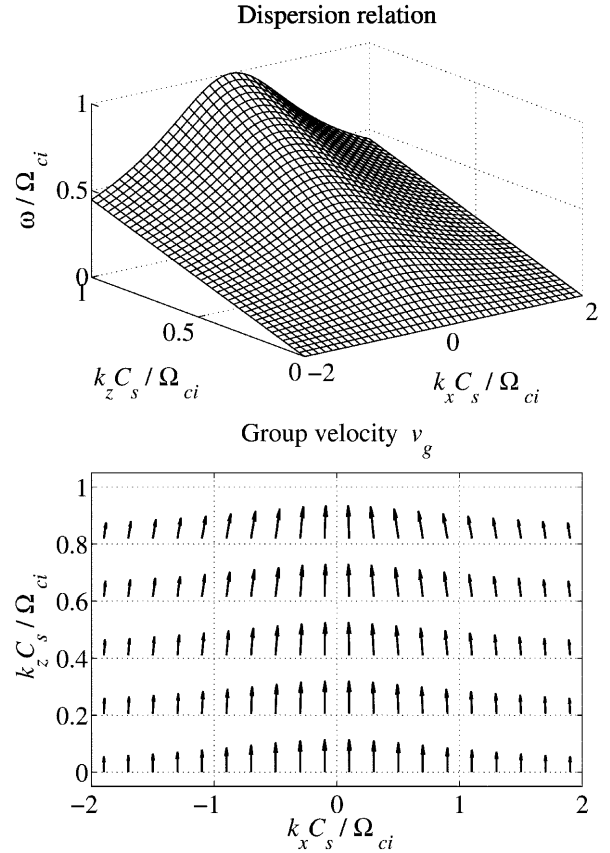 Dispersion relation
1
0.5
0
ω / Ω_ci
1
0.5
0
k_z C_s / Ω_ci
−2
0
2
k_x C_s / Ω_ci
Group velocity v_g
1
0.8
0.6
0.4
0.2
0
k_z C_s / Ω_ci
−2 −1 0 1 2
k_x C_s / Ω_ci